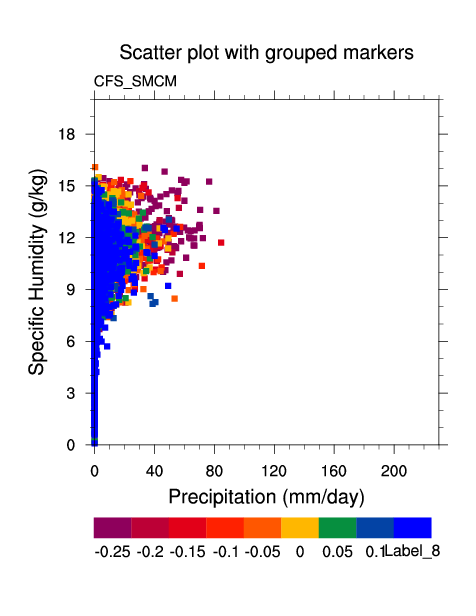 Scatter plot with grouped markers
CFS_SMCM
18
15
12
9
6
3
0
Specific Humidity (g/kg)
0 40 80 120 160 200
Precipitation (mm/day)
-0.25 -0.2 -0.15 -0.1 -0.05 0 0.05 0.1 Label_8